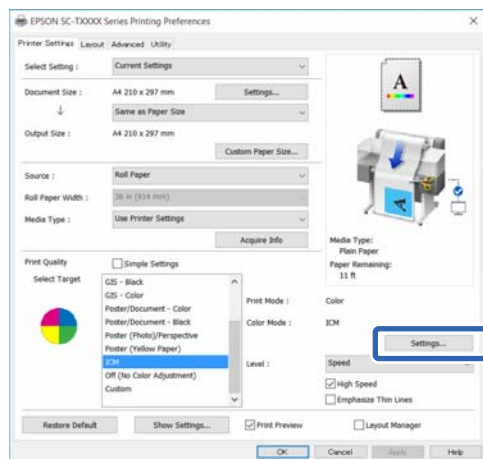 EPSON SC-TXXXX Series Printing Preferences
Printer Settings Layout Advanced Utility
Select Setting : Current Settings
Document Size : A4 210 x 297 mm Settings...
Same as Paper Size
Output Size : A4 210 x 297 mm
Custom Paper Size...
Source : Roll Paper
Roll Paper Width : 36 in (914 mm)
Media Type : Use Printer Settings
Acquire Info
A
Media Type:
Plain Paper
Paper Remaining:
11 ft
Print Quality Simple Settings
Select Target
GIS - Black
GIS - Color
Poster/Document - Color
Poster/Document - Black
Poster (Photo)/Perspective
Poster (Yellow Paper)
ICM
Off (No Color Adjustment)
Custom
Print Mode : Color
Color Mode : ICM
Settings...
Level : Speed
High Speed
Emphasize Thin Lines
Restore Default Show Settings... Print Preview Layout Manager
OK Cancel Apply Help